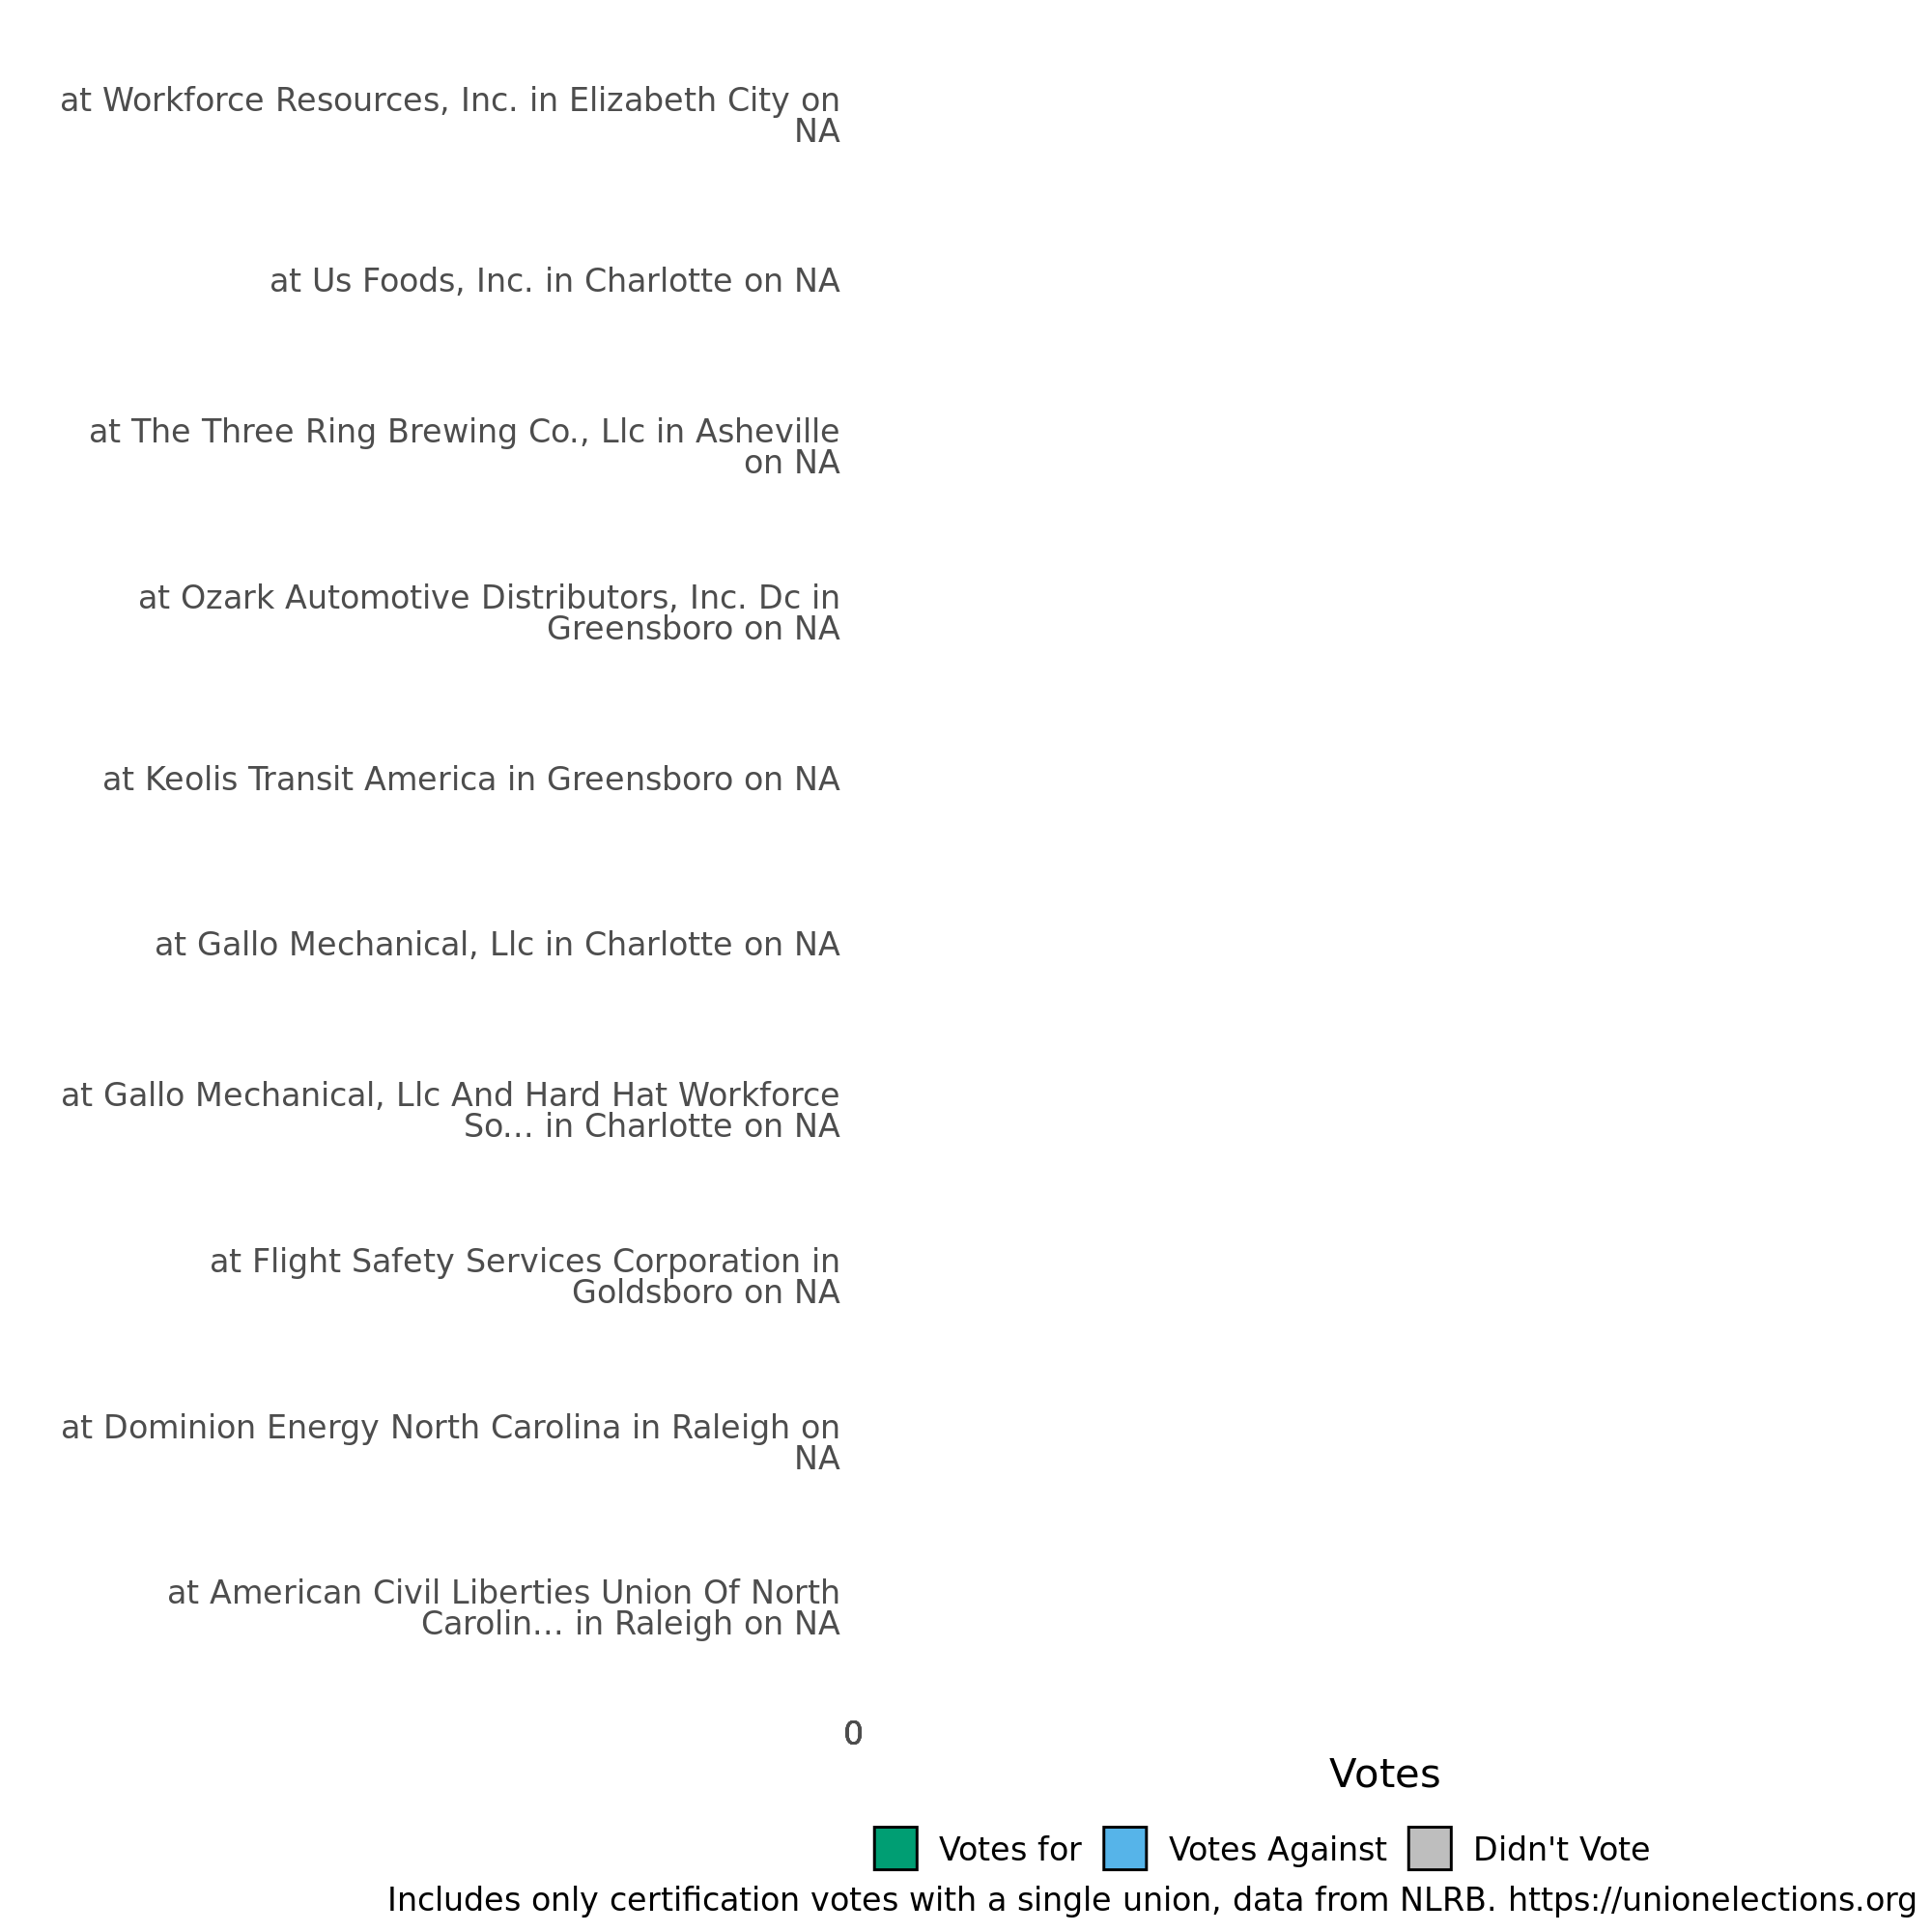 at Workforce Resources, Inc. in Elizabeth City on
NA
at Us Foods, Inc. in Charlotte on NA
at The Three Ring Brewing Co., Llc in Asheville
on NA
at Ozark Automotive Distributors, Inc. Dc in
Greensboro on NA
at Keolis Transit America in Greensboro on NA
at Gallo Mechanical, Llc in Charlotte on NA
at Gallo Mechanical, Llc And Hard Hat Workforce
So... in Charlotte on NA
at Flight Safety Services Corporation in
Goldsboro on NA
at Dominion Energy North Carolina in Raleigh on
NA
at American Civil Liberties Union Of North
Carolin... in Raleigh on NA
0
Votes
Votes for Votes Against Didn't Vote
Includes only certification votes with a single union, data from NLRB. https://unionelections.org